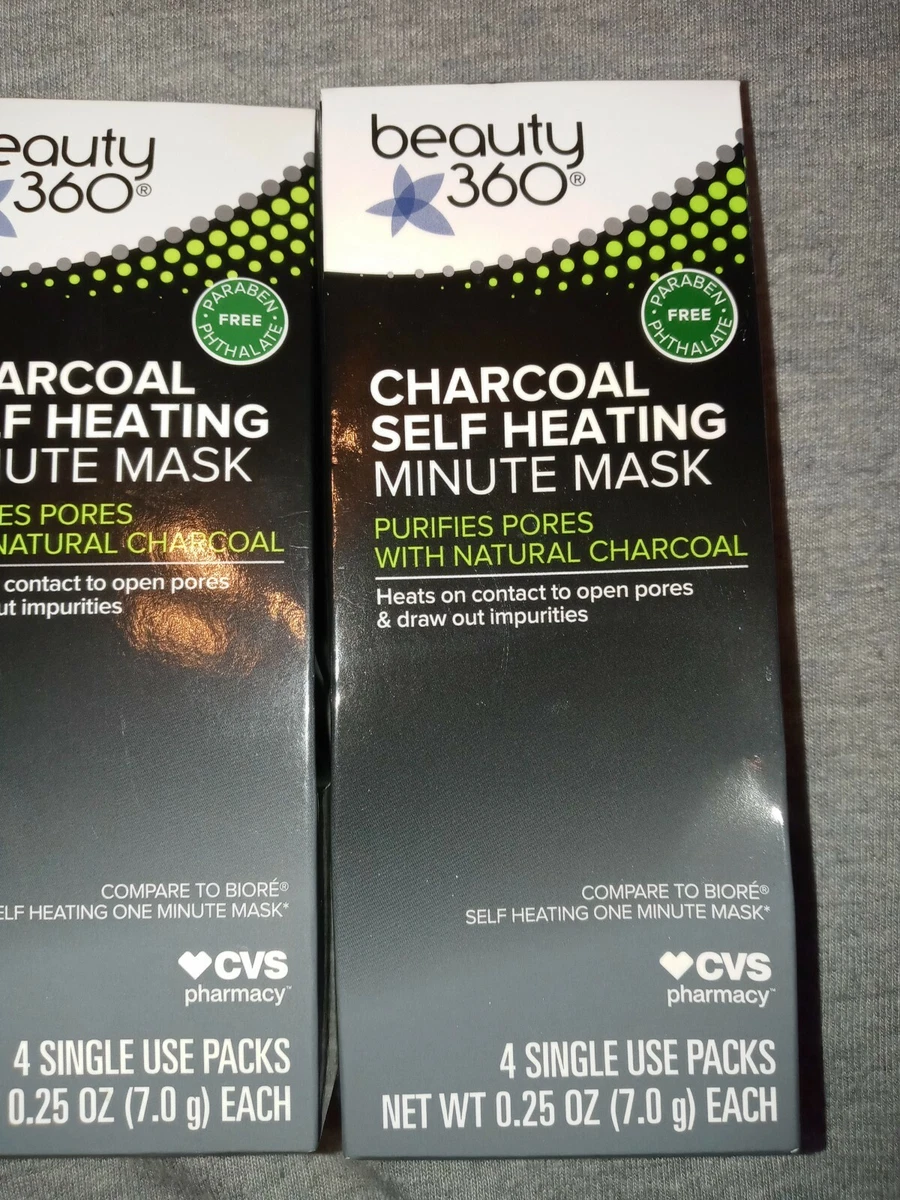 eauty
360®
PARABEN
FREE
PHTHALATE
ARCOAL
LF HEATING
UTE MASK
ES PORES
NATURAL CHARCOAL
contact to open pores
ut impurities
COMPARE TO BIORÉ®
ELF HEATING ONE MINUTE MASK*
CVS
pharmacy™
4 SINGLE USE PACKS
0.25 OZ (7.0 g) EACH
beauty
360®
PARABEN
FREE
PHTHALATE
CHARCOAL
SELF HEATING
MINUTE MASK
PURIFIES PORES
WITH NATURAL CHARCOAL
Heats on contact to open pores
& draw out impurities
COMPARE TO BIORÉ®
SELF HEATING ONE MINUTE MASK*
CVS
pharmacy™
4 SINGLE USE PACKS
NET WT 0.25 OZ (7.0 g) EACH